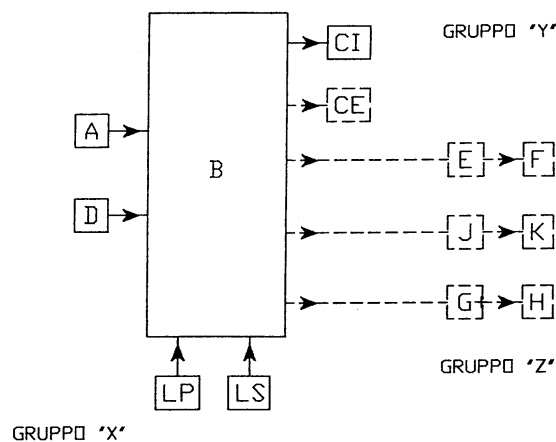 CI
GRUPPO "Y"
CE
A
B
E
F
D
J
K
G
H
LP
LS
GRUPPO "Z"
GRUPPO "X"